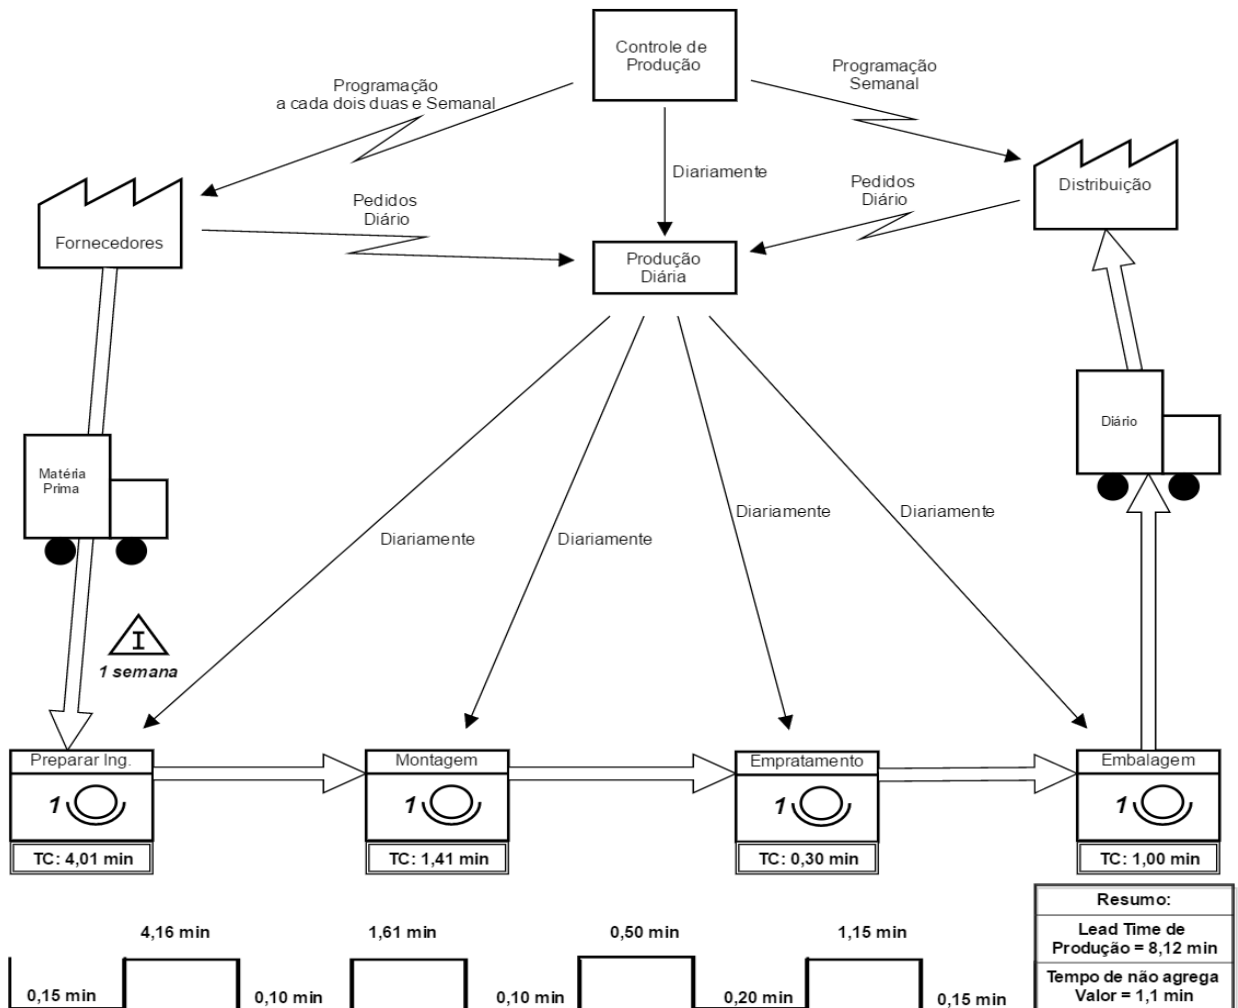 Controle de
Produção
Programação
a cada dois duas e Semanal
Programação
Semanal
Diariamente
Pedidos
Diário
Pedidos
Diário
Fornecedores
Distribuição
Produção
Diária
Matéria
Prima
Diário
Diariamente
Diariamente
Diariamente
Diariamente
I
1 semana
Preparar Ing.
Montagem
Empratamento
Embalagem
1
1
1
1
TC: 4,01 min
TC: 1,41 min
TC: 0,30 min
TC: 1,00 min
Resumo:
Lead Time de
Produção = 8,12 min
Tempo de não agrega
Valor = 1,1 min
4,16 min
1,61 min
0,50 min
1,15 min
0,15 min
0,10 min
0,10 min
0,20 min
0,15 min